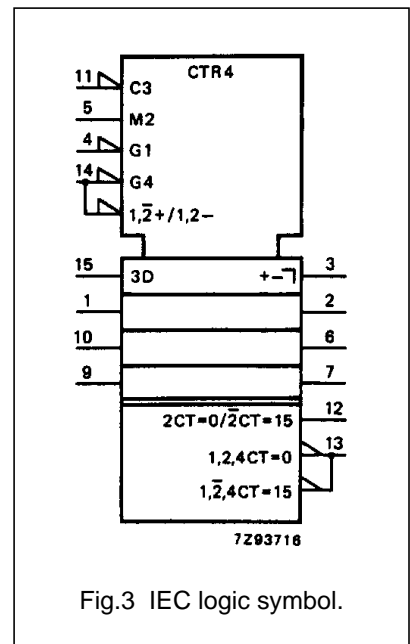 CTR4
11 C3
5 M2
4 G1
14 G4
1,2̅+/1,2−
15 3D +−¬ 3
1 2
10 6
9 7
2CT=0/2̅CT=15 12
1,2,4CT=0 13
1,2̅,4CT=15
7Z93716
Fig.3 IEC logic symbol.